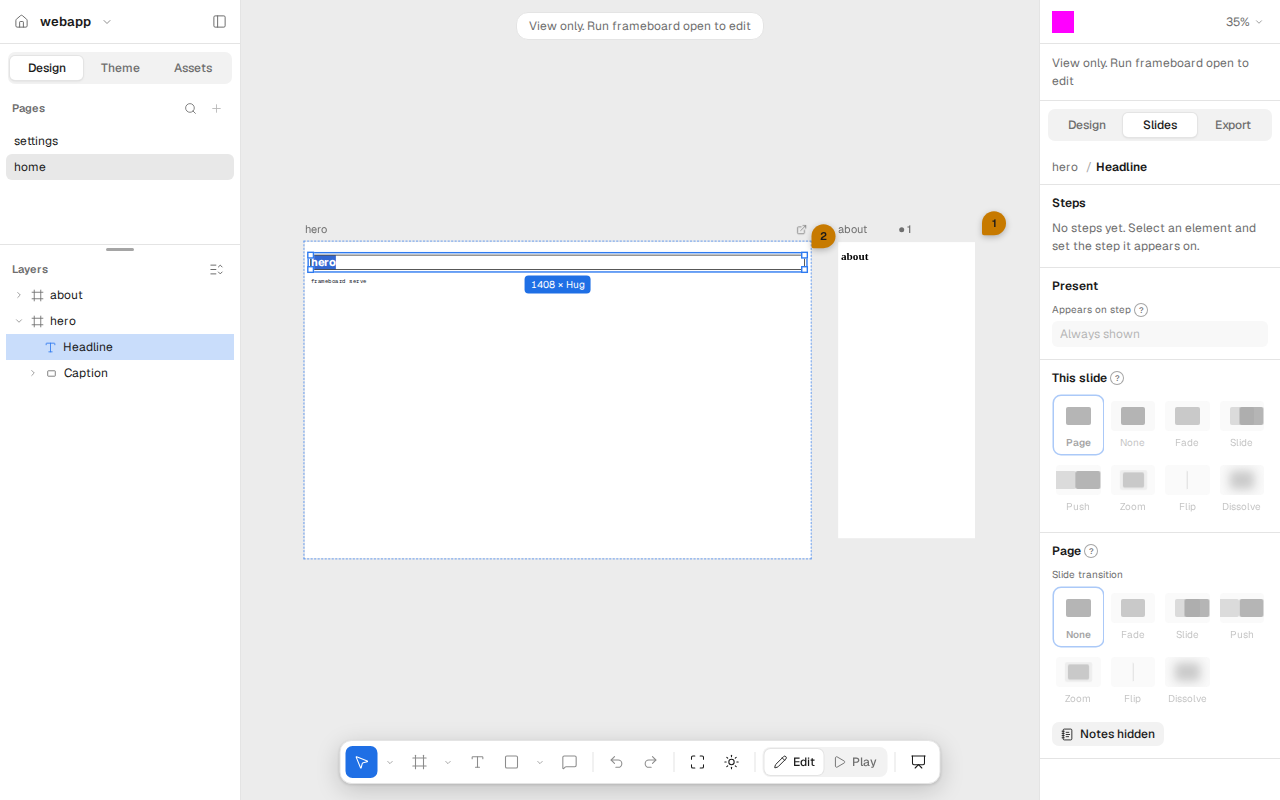 webapp
View only. Run frameboard open to edit
35%
View only. Run frameboard open to
edit
Design
Theme
Assets
Pages
settings
home
Layers
about
hero
Headline
Caption
hero
2
about
1
1
hero
about
frameboard serve
1408 × Hug
Design
Slides
Export
hero / Headline
Steps
No steps yet. Select an element and
set the step it appears on.
Present
Appears on step ?
Always shown
This slide ?
Page
None
Fade
Slide
Push
Zoom
Flip
Dissolve
Page ?
Slide transition
None
Fade
Slide
Push
Zoom
Flip
Dissolve
Notes hidden
Edit
Play